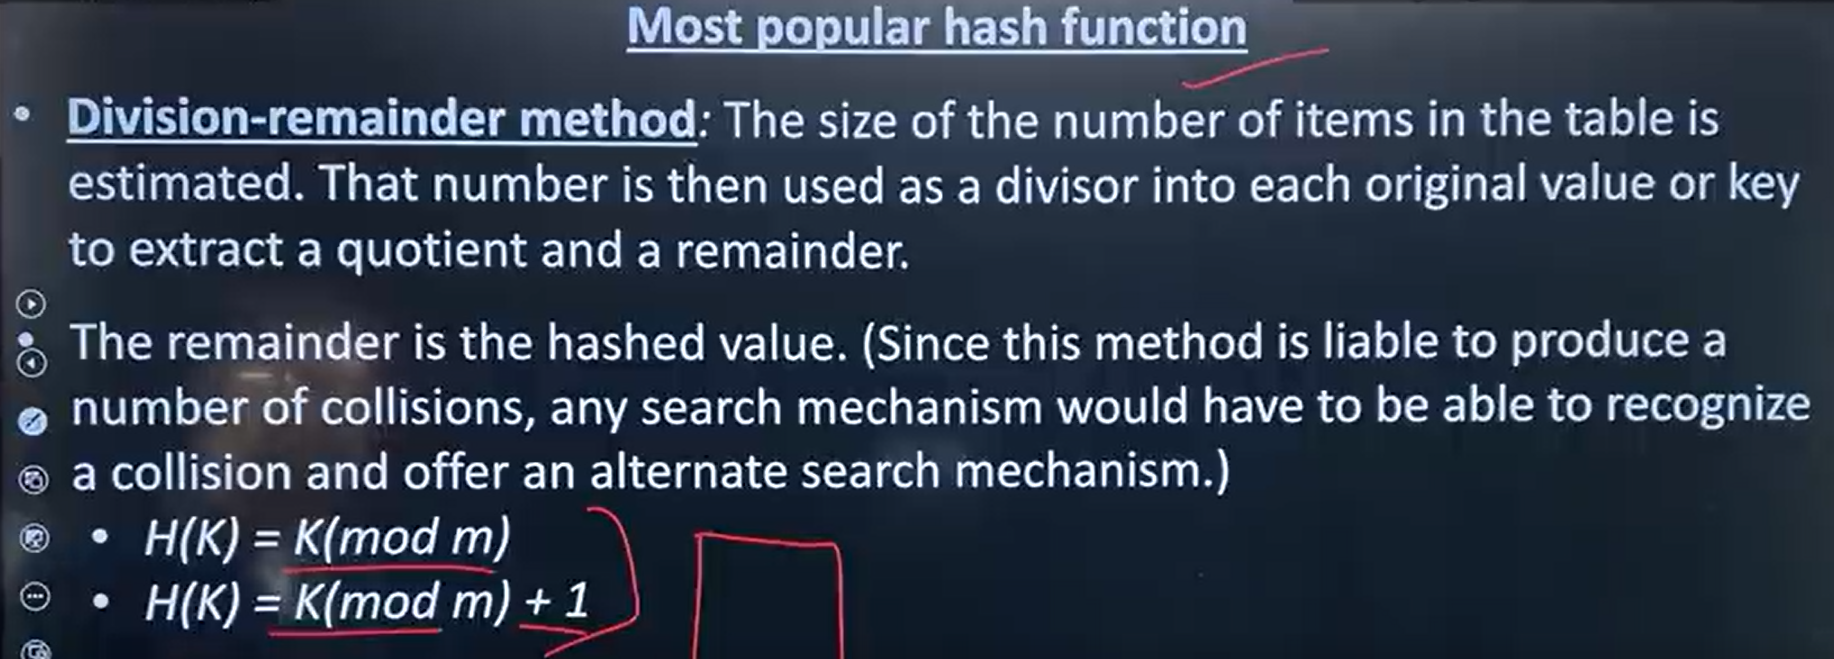 Most popular hash function
• Division-remainder method: The size of the number of items in the table is
estimated. That number is then used as a divisor into each original value or key
to extract a quotient and a remainder.
• The remainder is the hashed value. (Since this method is liable to produce a
number of collisions, any search mechanism would have to be able to recognize
a collision and offer an alternate search mechanism.)
• H(K) = K(mod m)
• H(K) = K(mod m) + 1